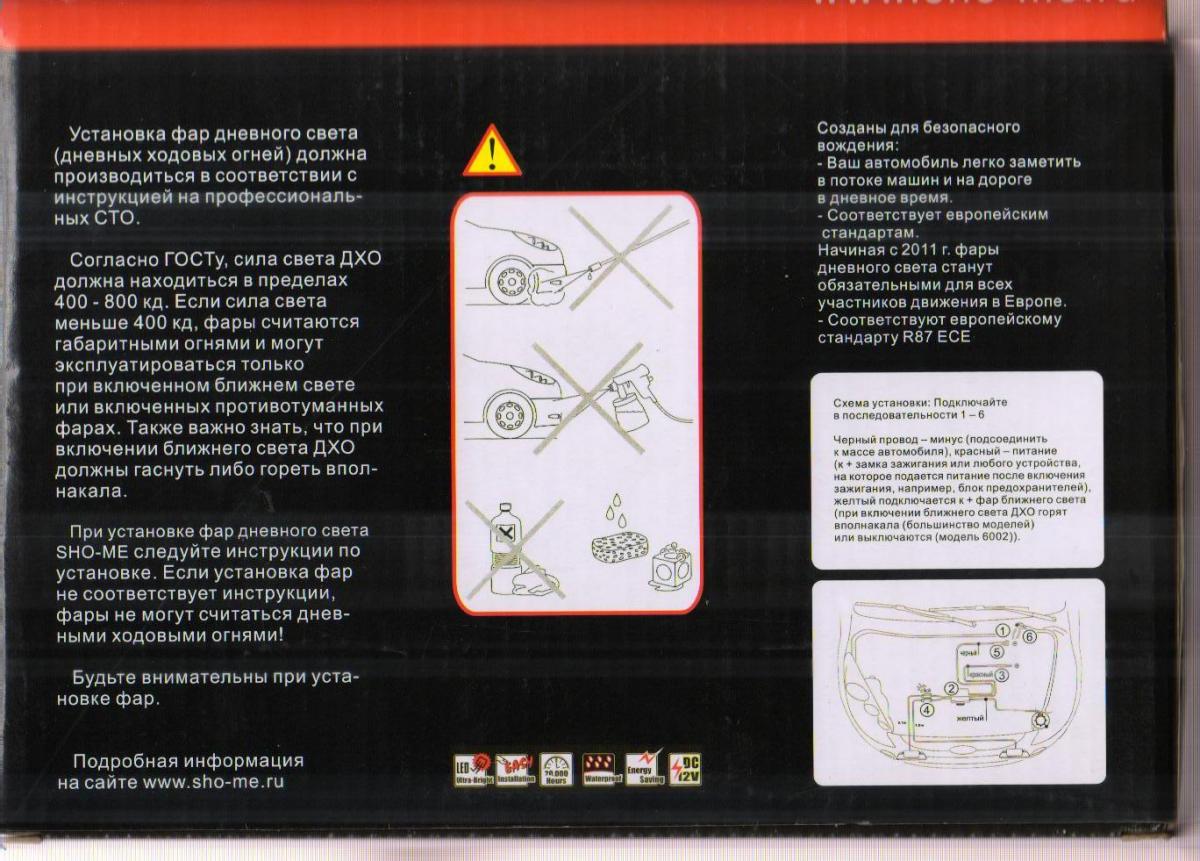 Установка фар дневного света
(дневных ходовых огней) должна
производиться в соответствии с
инструкцией на профессиональ-
ных СТО.
Согласно ГОСТу, сила света ДХО
должна находиться в пределах
400 - 800 кд. Если сила света
меньше 400 кд, фары считаются
габаритными огнями и могут
эксплуатироваться только
при включенном ближнем свете
или включенных противотуманных
фарах. Также важно знать, что при
включении ближнего света ДХО
должны гаснуть либо гореть впол-
накала.
При установке фар дневного света
SHO-ME следуйте инструкции по
установке. Если установка фар
не соответствует инструкции,
фары не могут считаться днев-
ными ходовыми огнями!
Будьте внимательны при уста-
новке фар.
Подробная информация
на сайте www.sho-me.ru
LED
Ultra-Bright
EASY
Installation
Hours
Waterproof
Energy
Saving
DC
12V
Созданы для безопасного
вождения:
- Ваш автомобиль легко заметить
в потоке машин и на дороге
в дневное время.
- Соответствует европейским
стандартам.
Начиная с 2011 г. фары
дневного света станут
обязательными для всех
участников движения в Европе.
- Соответствуют европейскому
стандарту R87 ECE
Схема установки: Подключайте
в последовательности 1 – 6
Черный провод – минус (подсоединить
к массе автомобиля), красный – питание
(к + замка зажигания или любого устройства,
на которое подается питание после включения
зажигания, например, блок предохранителей),
желтый подключается к + фар ближнего света
(при включении ближнего света ДХО горят
вполнакала (большинство моделей)
или выключаются (модель 6002)).
1
6
черный
5
красный
3
2
4
желтый